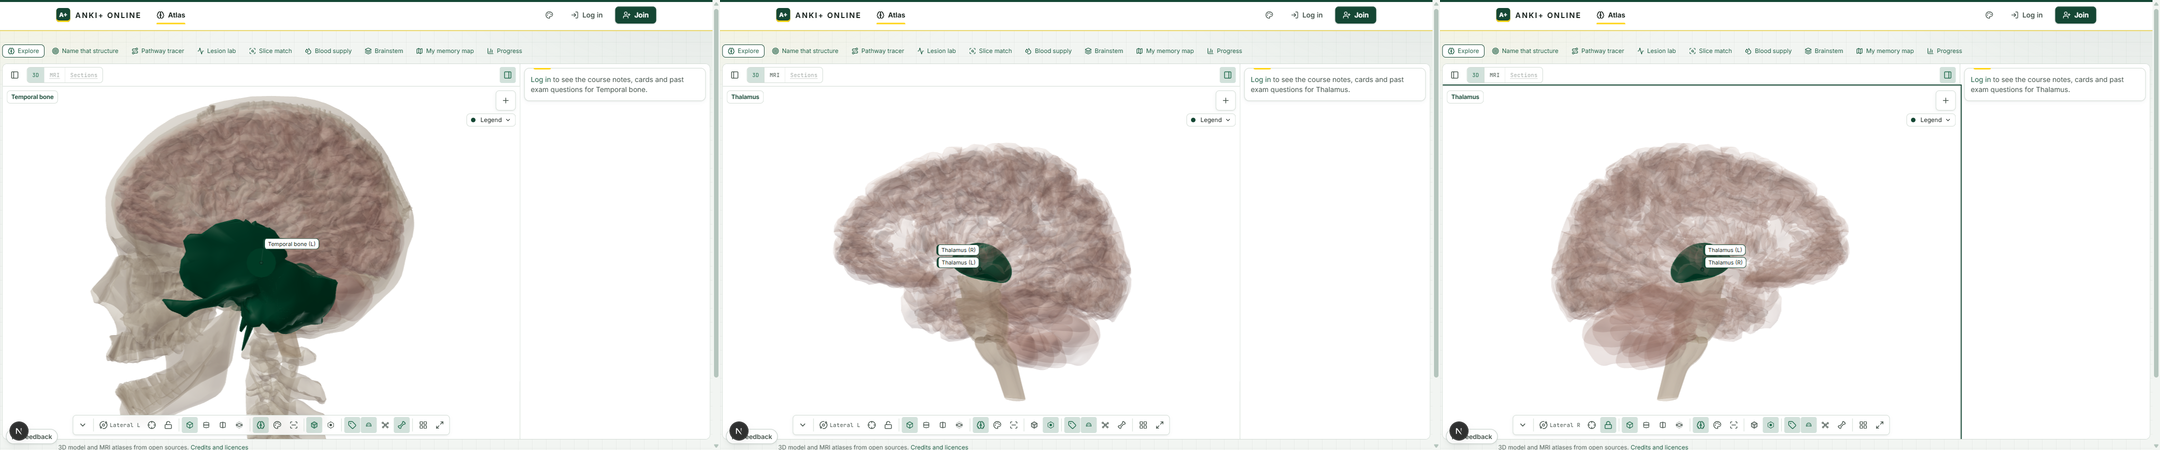 A+ ANKI+ ONLINE Atlas Log in Join
Explore Name that structure Pathway tracer Lesion lab Slice match Blood supply Brainstem My memory map Progress
3D MRI Sections
Log in to see the course notes, cards and past
exam questions for Temporal bone.
Temporal bone
Legend
Temporal bone (L)
Lateral L
N
eedback
3D model and MRI atlases from open sources. Credits and licences
A+ ANKI+ ONLINE Atlas Log in Join
Explore Name that structure Pathway tracer Lesion lab Slice match Blood supply Brainstem My memory map Progress
3D MRI Sections
Log in to see the course notes, cards and past
exam questions for Thalamus.
Thalamus
Legend
Thalamus (R)
Thalamus (L)
Lateral L
N
eedback
3D model and MRI atlases from open sources. Credits and licences
A+ ANKI+ ONLINE Atlas Log in Join
Explore Name that structure Pathway tracer Lesion lab Slice match Blood supply Brainstem My memory map Progress
3D MRI Sections
Log in to see the course notes, cards and past
exam questions for Thalamus.
Thalamus
Legend
Thalamus (L)
Thalamus (R)
Lateral R
N
eedback
3D model and MRI atlases from open sources. Credits and licences